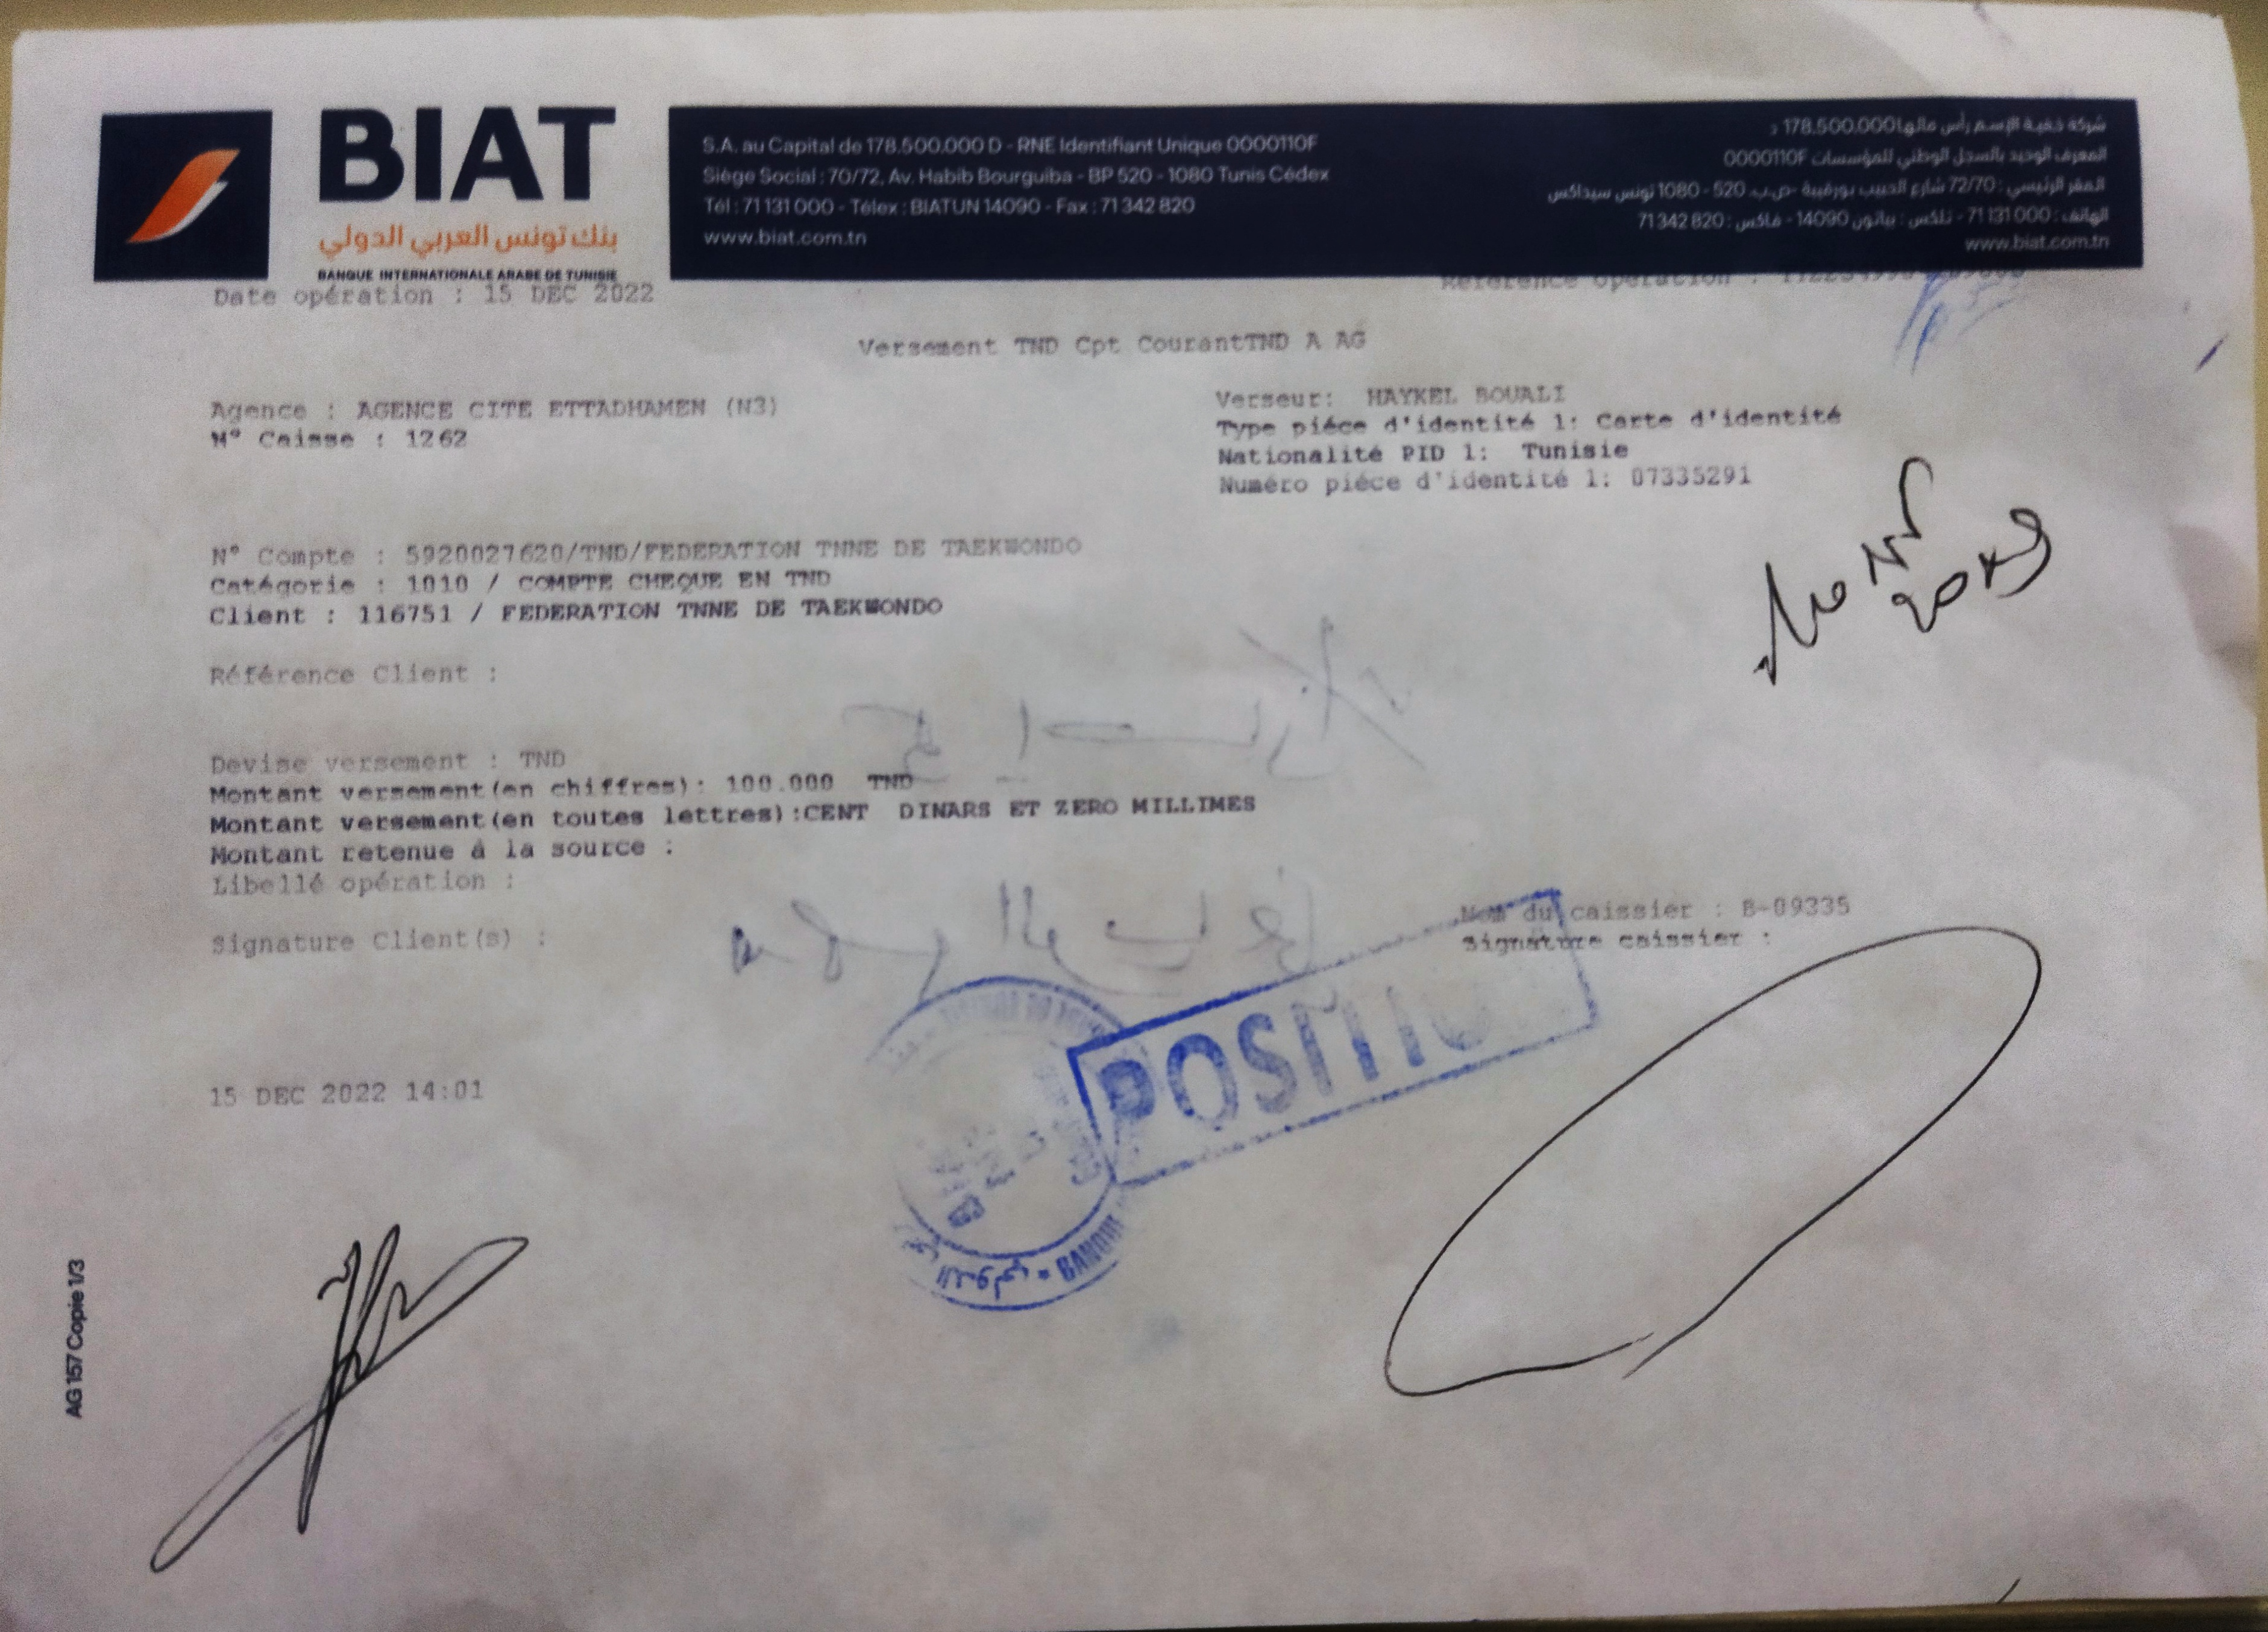 BIAT
بنك تونس العربي الدولي
BANQUE INTERNATIONALE ARABE DE TUNISIE
S.A. au Capital de 178.500.000 D - RNE Identifiant Unique 0000110F
Siège Social : 70/72, Av. Habib Bourguiba - BP 520 - 1080 Tunis Cédex
Tél : 71 131 000 - Télex : BIATUN 14090 - Fax : 71 342 820
www.biat.com.tn
شركة خفية الإسم رأس مالها 178.500.000 د
المعرف الوحيد بالسجل الوطني للمؤسسات 0000110F
المقر الرئيسي : 72/70 شارع الحبيب بورقيبة -ص.ب. 520 - 1080 تونس سيداكس
الهاتف : 71 131 000 - تلكس : بياتون 14090 - فاكس : 71 342 820
www.biat.com.tn
Date opération : 15 DEC 2022
Référence opération :
Versement TND Cpt CourantTND A AG
Agence : AGENCE CITE ETTADHAMEN (N3)
N° Caisse : 1262
Verseur: HAYKEL BOUALI
Type piéce d'identité 1: Carte d'identité
Nationalité PID 1: Tunisie
Numéro piéce d'identité 1: 07335291
N° Compte : 5920027620/TND/FEDERATION TNNE DE TAEKWONDO
Catégorie : 1010 / COMPTE CHEQUE EN TND
Client : 116751 / FEDERATION TNNE DE TAEKWONDO
Référence Client :
Devise versement : TND
Montant versement(en chiffres): 100.000 TND
Montant versement(en toutes lettres):CENT DINARS ET ZERO MILLIMES
Montant retenue à la source :
Libellé opération :
Signature Client(s) :
Nom du caissier : B-09335
Signature caissier :
15 DEC 2022 14:01
AG 157 Copie 1/3